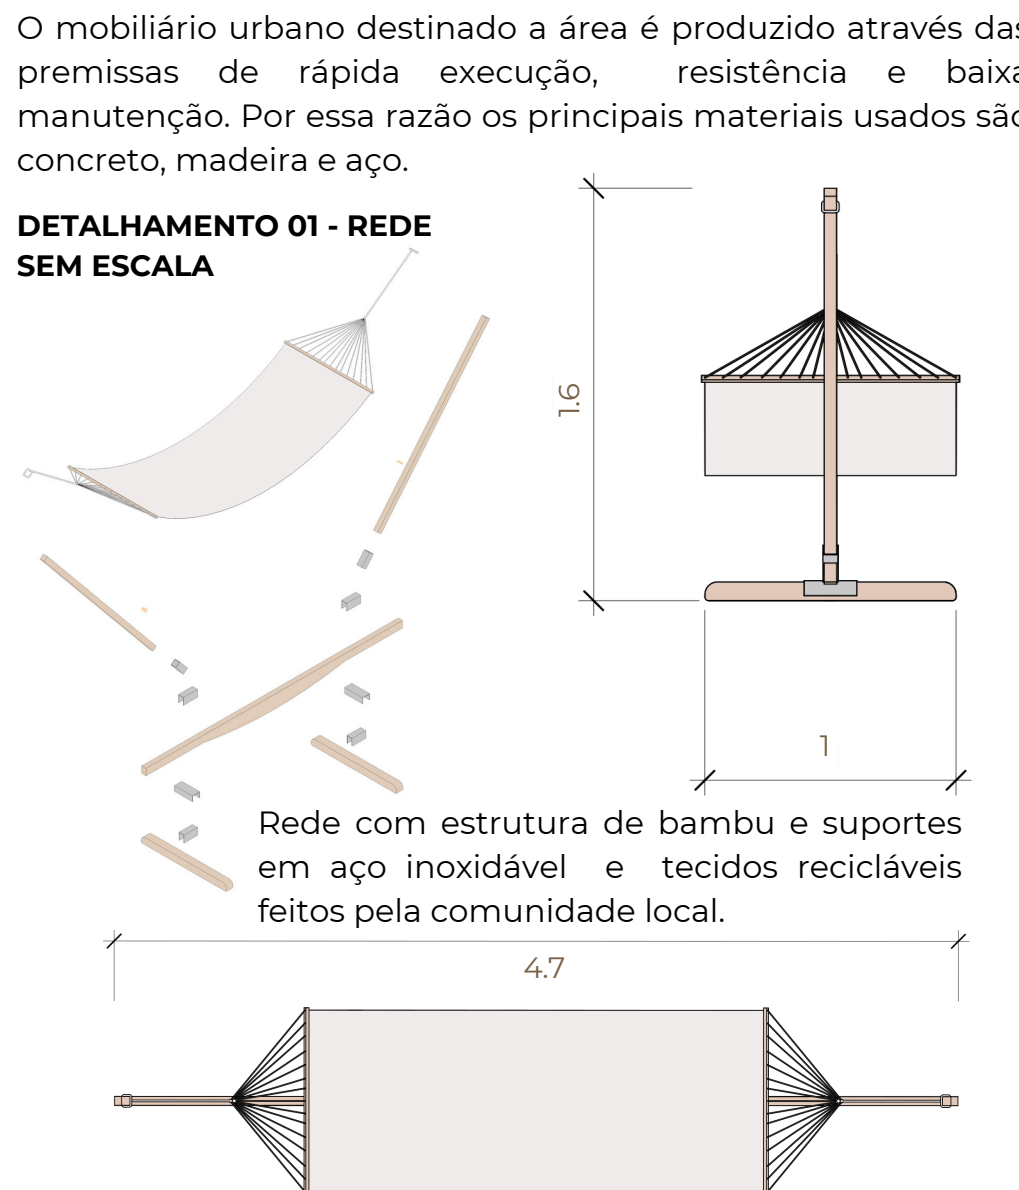 O mobiliário urbano destinado a área é produzido através das
premissas de rápida execução, resistência e baixa
manutenção. Por essa razão os principais materiais usados são
concreto, madeira e aço.
DETALHAMENTO 01 - REDE
SEM ESCALA
1.6
1
Rede com estrutura de bambu e suportes
em aço inoxidável e tecidos recicláveis
feitos pela comunidade local.
4.7